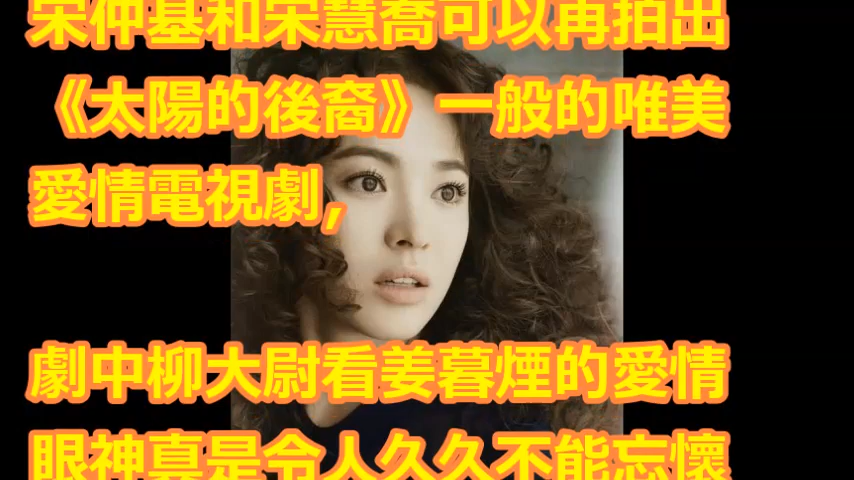 宋仲基和宋慧喬可以再拍出
《太陽的後裔》一般的唯美
愛情電視劇,
劇中柳大尉看姜暮煙的愛情
眼神真是令人久久不能忘懷